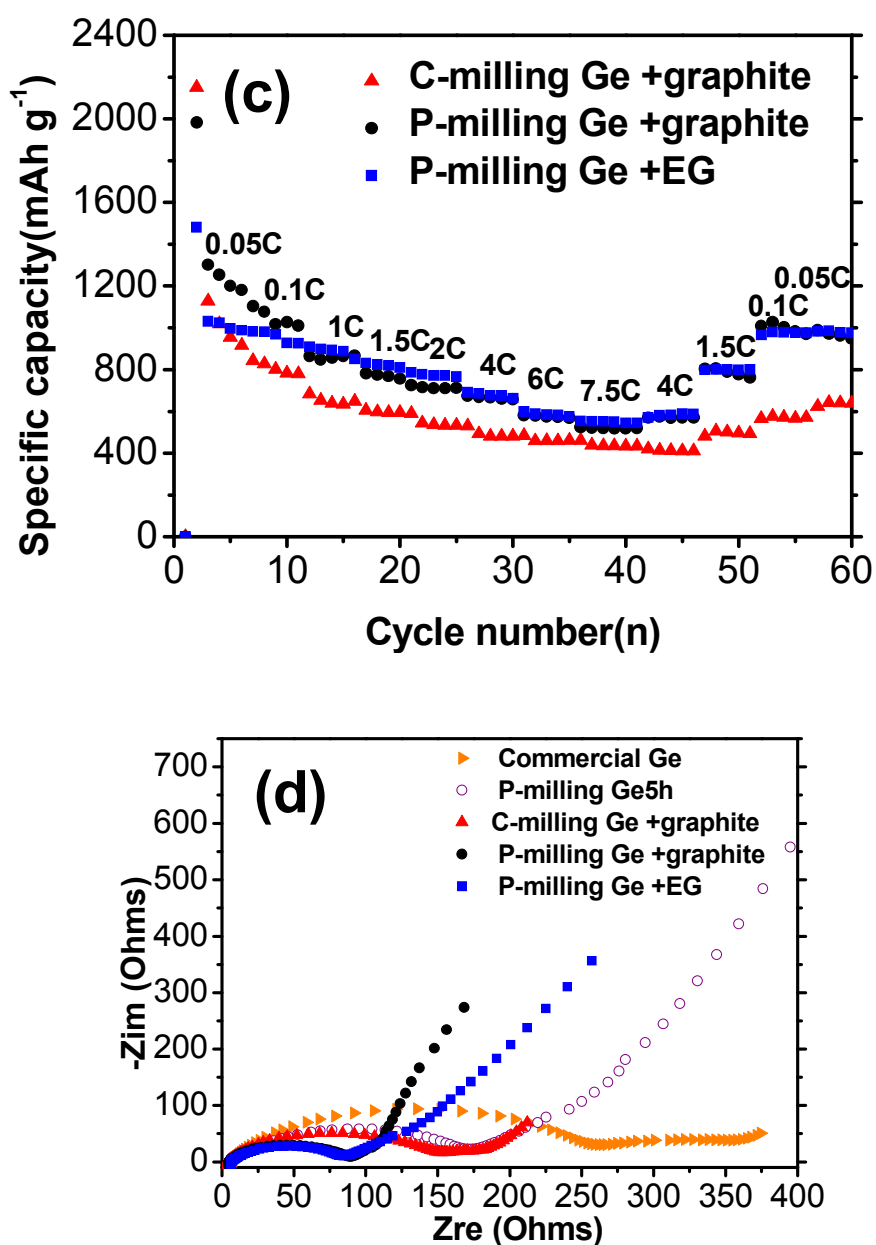 (c)
C-milling Ge +graphite
P-milling Ge +graphite
P-milling Ge +EG
Specific capacity(mAh g-1)
2400
2000
1600
1200
800
400
0
0.05C
0.1C
1C
1.5C
2C
4C
6C
7.5C
4C
1.5C
0.1C
0.05C
0 10 20 30 40 50 60
Cycle number(n)
(d)
Commercial Ge
P-milling Ge5h
C-milling Ge +graphite
P-milling Ge +graphite
P-milling Ge +EG
-Zim (Ohms)
700
600
500
400
300
200
100
0
0 50 100 150 200 250 300 350 400
Zre (Ohms)